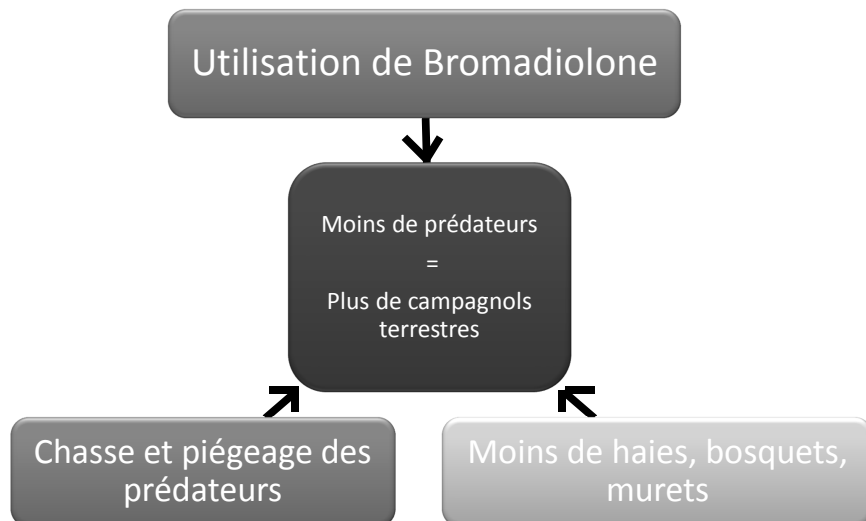 Utilisation de Bromadiolone
Moins de prédateurs
=
Plus de campagnols
terrestres
Chasse et piégeage des
prédateurs
Moins de haies, bosquets,
murets